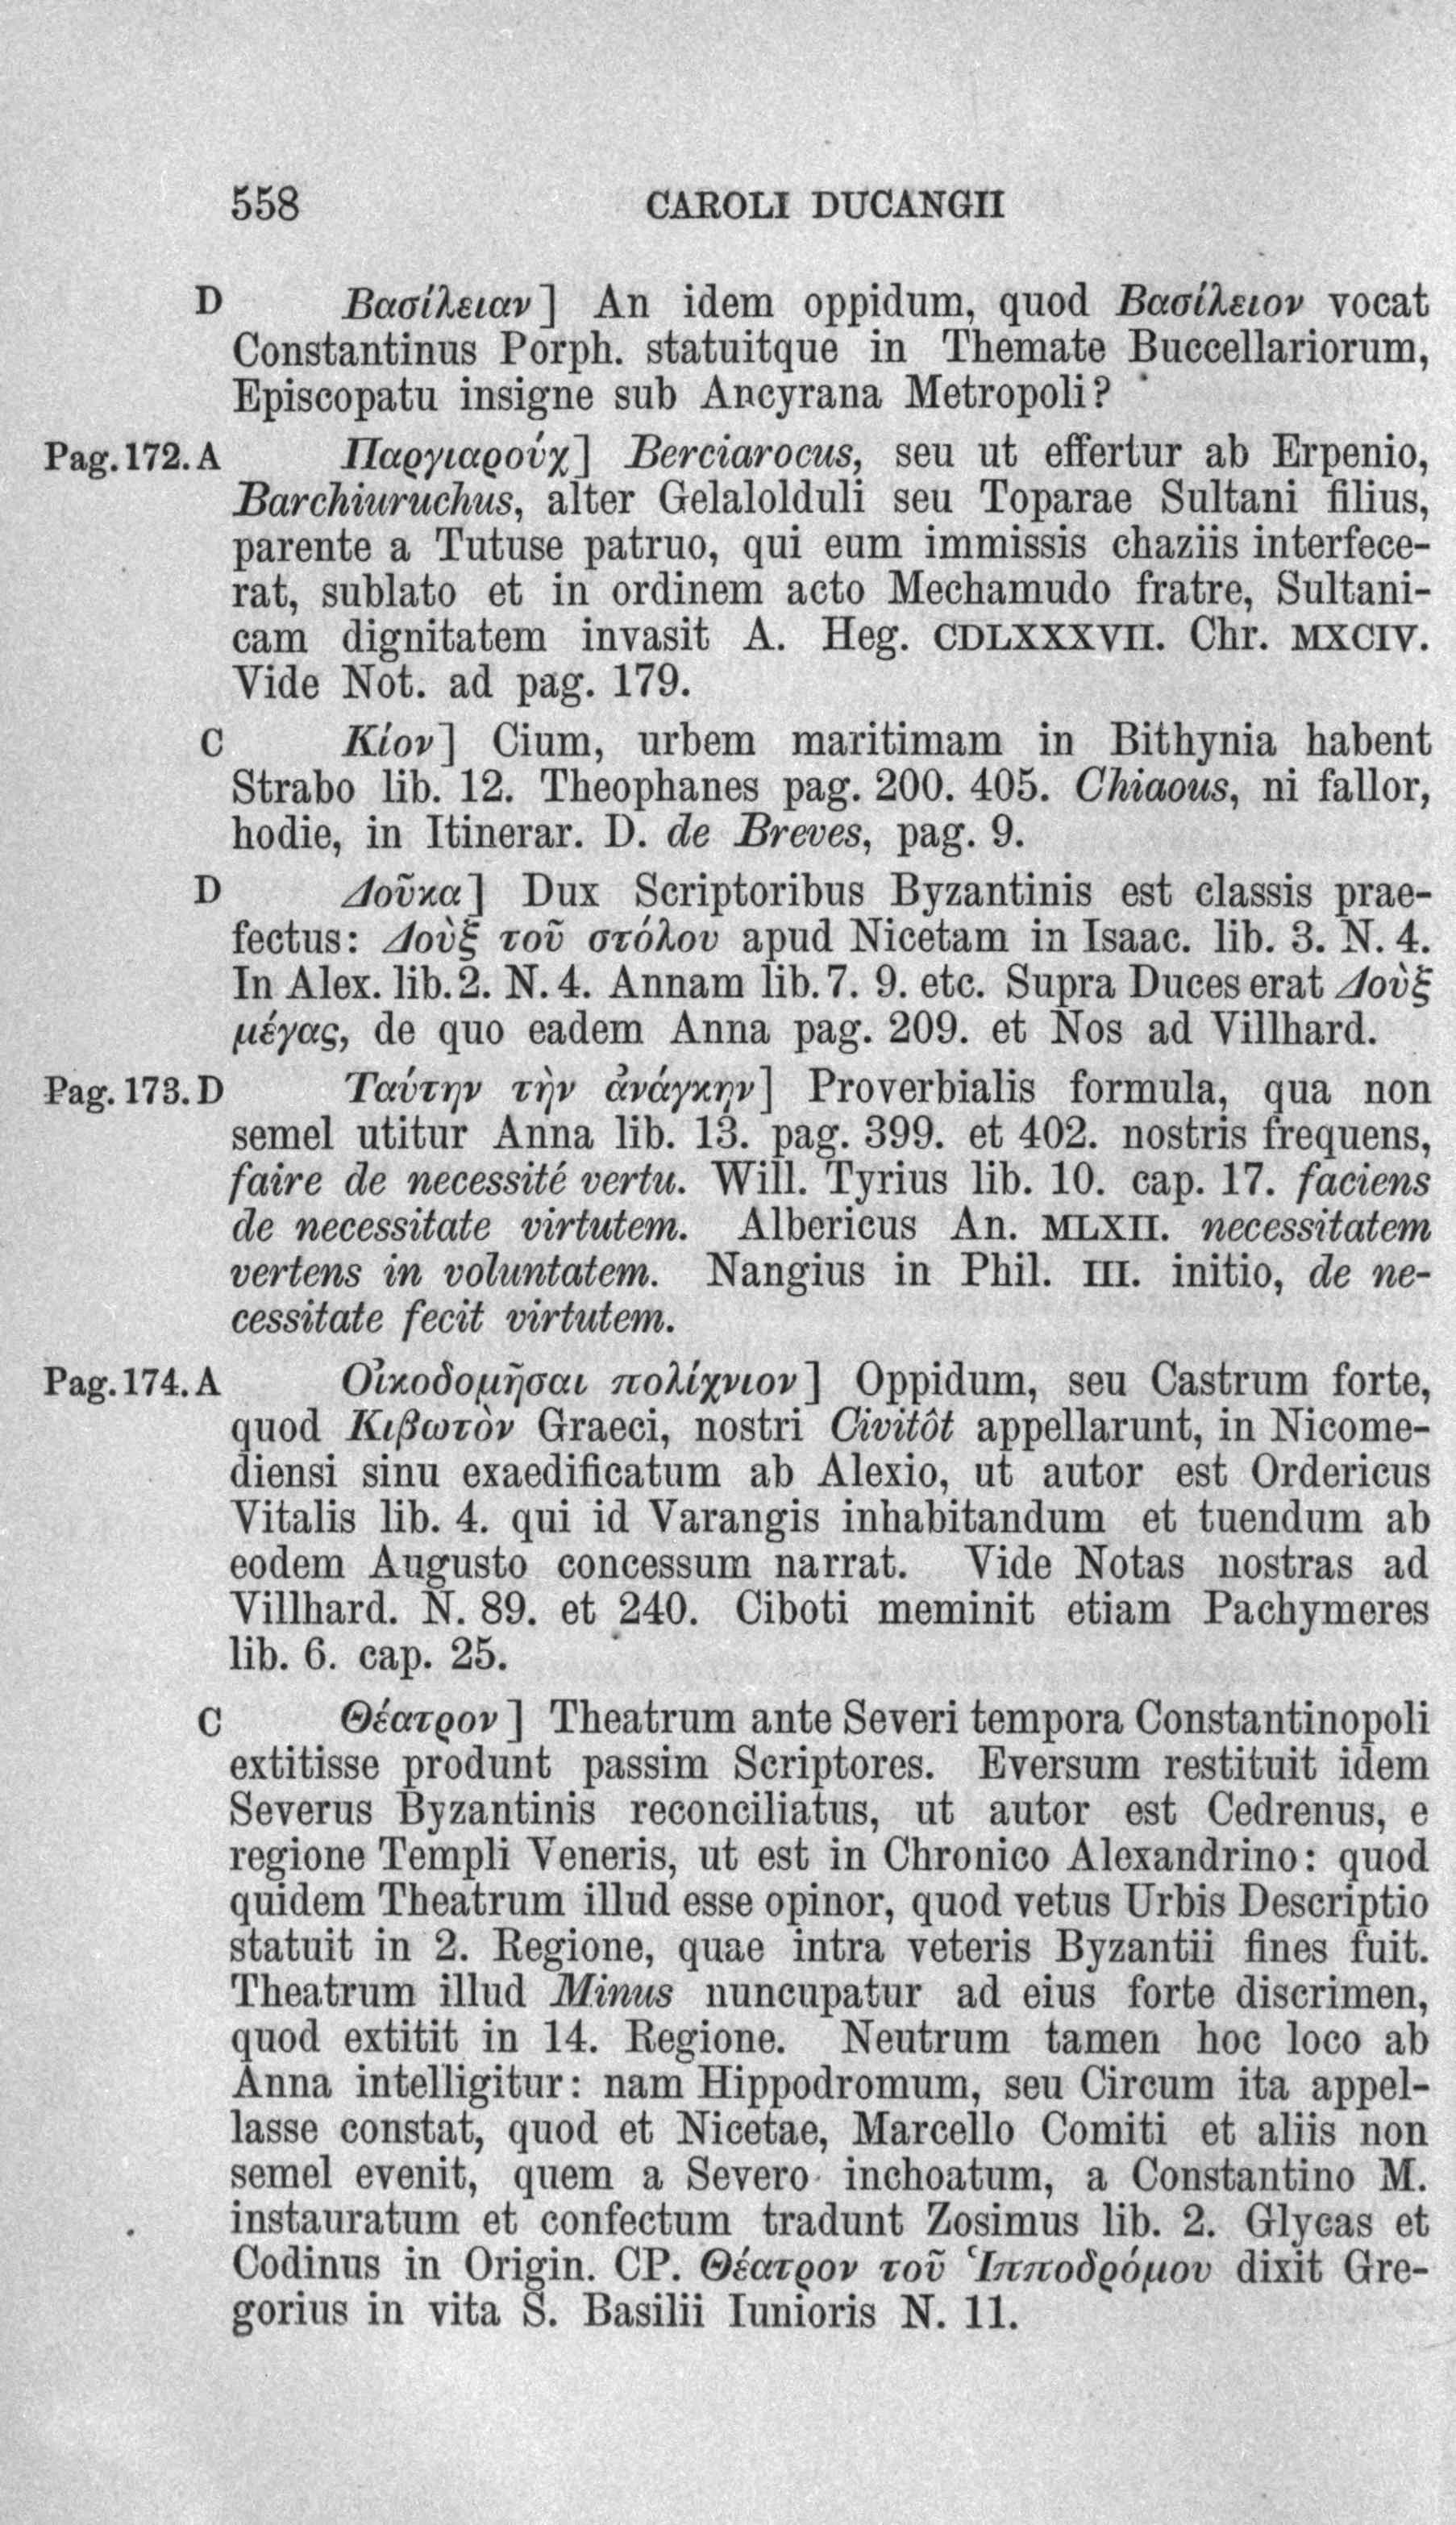 558 CAROLI DUCANGII
D Βασίλειαν] An idem oppidum, quod Βασίλειον vocat
Constantinus Porph. statuitque in Themate Buccellariorum,
Episcopatu insigne sub Ancyrana Metropoli?
Pag. 172. A Παργιαρούχ] Berciarocus, seu ut effertur ab Erpenio,
Barchiuruchus, alter Gelalolduli seu Toparae Sultani filius,
parente a Tutuse patruo, qui eum immissis chaziis interfece-
rat, sublato et in ordinem acto Mechamudo fratre, Sultani-
cam dignitatem invasit A. Heg. CDLXXXVII. Chr. MXCIV.
Vide Not. ad pag. 179.
C Κίον] Cium, urbem maritimam in Bithynia habent
Strabo lib. 12. Theophanes pag. 200. 405. Chiaous, ni fallor,
hodie, in Itinerar. D. de Breves, pag. 9.
D Δοῦκα] Dux Scriptoribus Byzantinis est classis prae-
fectus: Δοὺξ τοῦ στόλου apud Nicetam in Isaac. lib. 3. N. 4.
In Alex. lib. 2. N. 4. Annam lib. 7. 9. etc. Supra Duces erat Δοὺξ
μέγας, de quo eadem Anna pag. 209. et Nos ad Villhard.
Pag. 173. D Ταύτην τὴν ἀνάγκην] Proverbialis formula, qua non
semel utitur Anna lib. 13. pag. 399. et 402. nostris frequens,
faire de necessité vertu. Will. Tyrius lib. 10. cap. 17. faciens
de necessitate virtutem. Albericus An. MLXII. necessitatem
vertens in voluntatem. Nangius in Phil. III. initio, de ne-
cessitate fecit virtutem.
Pag. 174. A Οἰκοδομῆσαι πολίχνιον] Oppidum, seu Castrum forte,
quod Κιβωτὸν Graeci, nostri Civitôt appellarunt, in Nicome-
diensi sinu exaedificatum ab Alexio, ut autor est Ordericus
Vitalis lib. 4. qui id Varangis inhabitandum et tuendum ab
eodem Augusto concessum narrat. Vide Notas nostras ad
Villhard. N. 89. et 240. Ciboti meminit etiam Pachymeres
lib. 6. cap. 25.
C Θέατρον] Theatrum ante Severi tempora Constantinopoli
extitisse produnt passim Scriptores. Eversum restituit idem
Severus Byzantinis reconciliatus, ut autor est Cedrenus, e
regione Templi Veneris, ut est in Chronico Alexandrino: quod
quidem Theatrum illud esse opinor, quod vetus Urbis Descriptio
statuit in 2. Regione, quae intra veteris Byzantii fines fuit.
Theatrum illud Minus nuncupatur ad eius forte discrimen,
quod extitit in 14. Regione. Neutrum tamen hoc loco ab
Anna intelligitur: nam Hippodromum, seu Circum ita appel-
lasse constat, quod et Nicetae, Marcello Comiti et aliis non
semel evenit, quem a Severo inchoatum, a Constantino M.
instauratum et confectum tradunt Zosimus lib. 2. Glycas et
Codinus in Origin. CP. Θέατρον τοῦ Ἱπποδρόμου dixit Gre-
gorius in vita S. Basilii Iunioris N. 11.